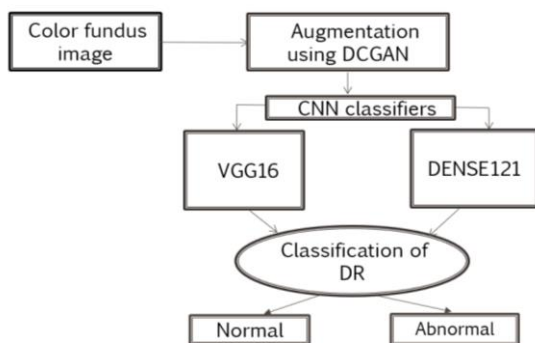 Color fundus
image
Augmentation
using DCGAN
CNN classifiers
VGG16
DENSE121
Classification of
DR
Normal
Abnormal